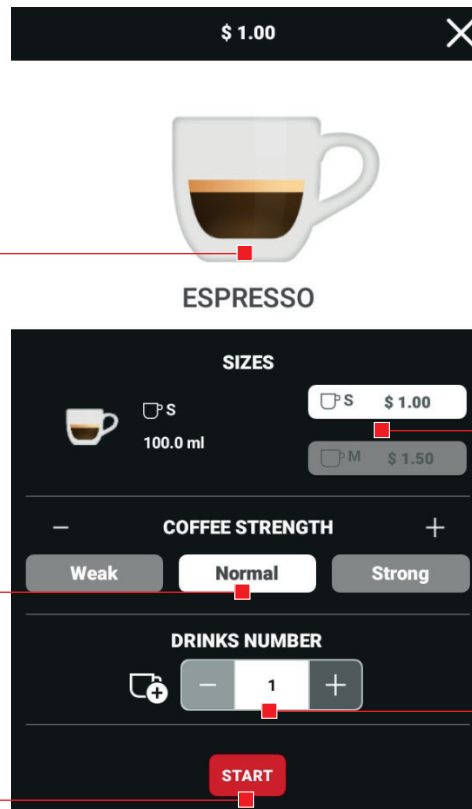 $ 1.00
ESPRESSO
SIZES
S
100.0 ml
S $ 1.00
M $ 1.50
− COFFEE STRENGTH +
Weak Normal Strong
DRINKS NUMBER
− 1 +
START